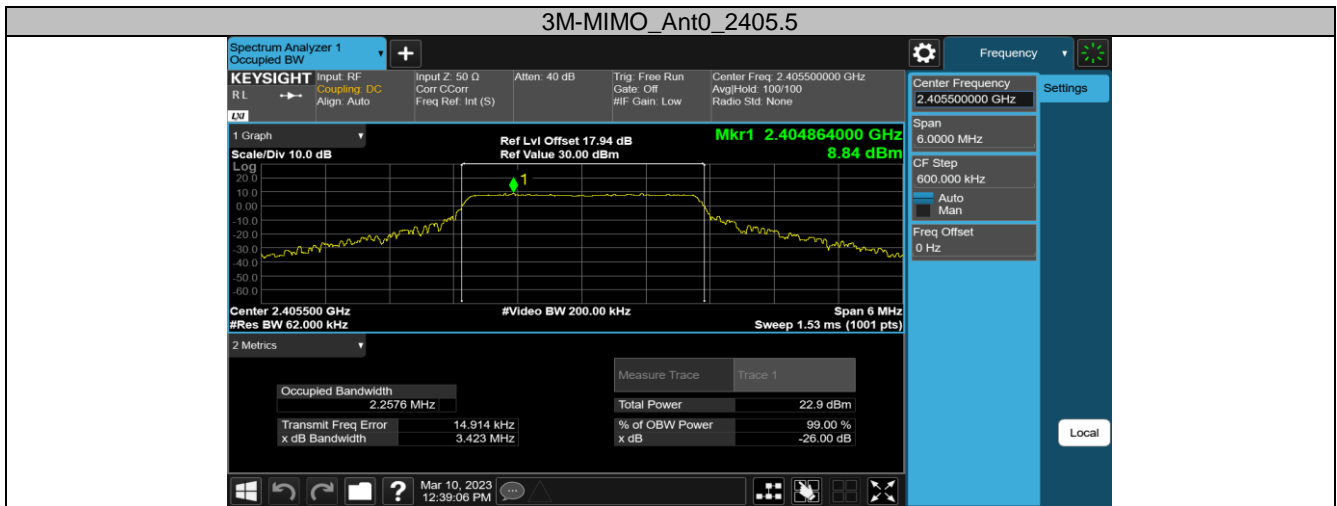 3M-MIMO_Ant0_2405.5
Spectrum Analyzer 1
Occupied BW
Frequency
KEYSIGHT
RL
LXI
Input: RF
Coupling: DC
Align: Auto
Input Z: 50 Ω
Corr CCorr
Freq Ref: Int (S)
Atten: 40 dB
Trig: Free Run
Gate: Off
#IF Gain: Low
Center Freq: 2.405500000 GHz
Avg|Hold: 100/100
Radio Std: None
Center Frequency
2.405500000 GHz
Settings
Span
6.0000 MHz
CF Step
600.000 kHz
Auto
Man
Freq Offset
0 Hz
Local
1 Graph
Scale/Div 10.0 dB
Ref Lvl Offset 17.94 dB
Ref Value 30.00 dBm
Mkr1 2.404864000 GHz
8.84 dBm
Log
20.0
10.0
0.00
-10.0
-20.0
-30.0
-40.0
-50.0
-60.0
1
Center 2.405500 GHz
#Video BW 200.00 kHz
Span 6 MHz
#Res BW 62.000 kHz
Sweep 1.53 ms (1001 pts)
2 Metrics
Measure Trace Trace 1
Occupied Bandwidth
2.2576 MHz
Total Power 22.9 dBm
Transmit Freq Error 14.914 kHz
% of OBW Power 99.00 %
x dB Bandwidth 3.423 MHz
x dB -26.00 dB
Mar 10, 2023
12:39:06 PM